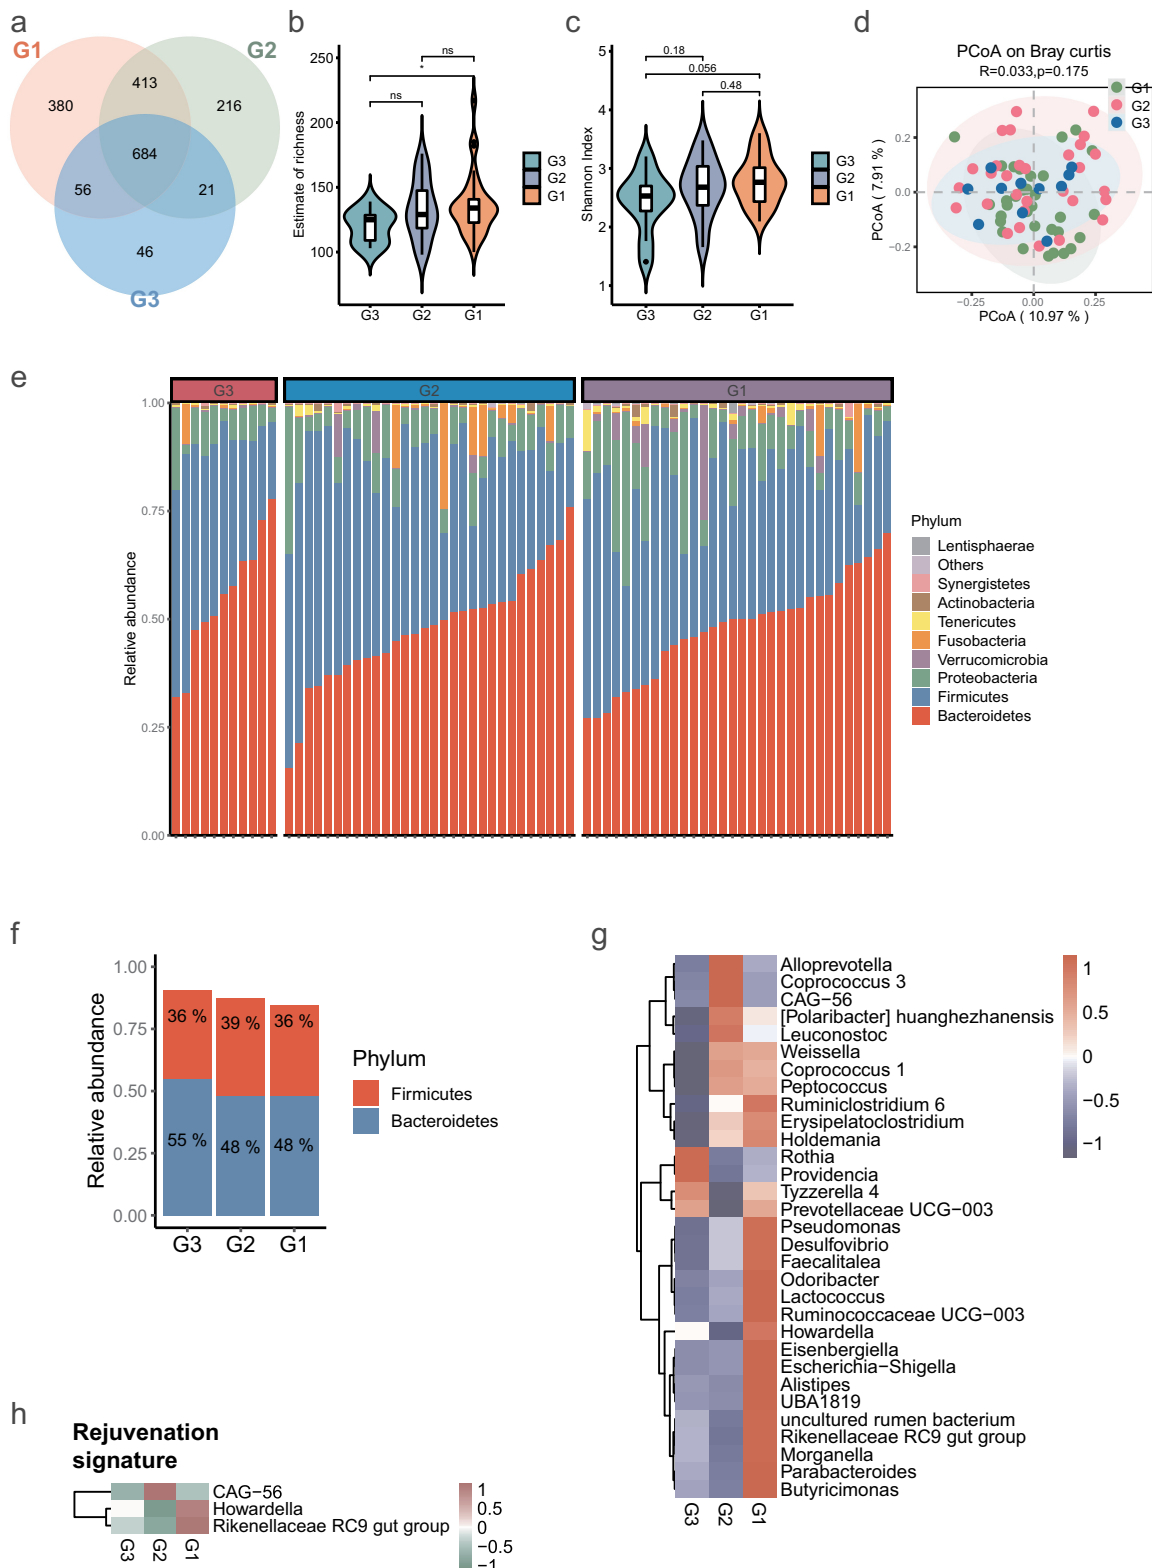 a
G1
G2
413
380
216
684
56
21
46
G3
b
Estimate of richness
250
200
150
100
ns
*
ns
G3
G2
G1
G3
G2
G1
c
Shannon Index
5
4
3
2
1
0.18
0.056
0.48
G3
G2
G1
G3
G2
G1
d
PCoA on Bray curtis
R=0.033,p=0.175
G1
G2
G3
PCoA ( 7.91 % )
0.2
0.0
−0.2
−0.25
0.00
0.25
PCoA ( 10.97 % )
e
G3
G2
G1
Relative abundance
1.00
0.75
0.50
0.25
0.00
Phylum
Lentisphaerae
Others
Synergistetes
Actinobacteria
Tenericutes
Fusobacteria
Verrucomicrobia
Proteobacteria
Firmicutes
Bacteroidetes
f
Relative abundance
1.00
0.75
0.50
0.25
0.00
36 %
39 %
36 %
55 %
48 %
48 %
G3
G2
G1
Phylum
Firmicutes
Bacteroidetes
g
Alloprevotella
Coprococcus 3
CAG−56
[Polaribacter] huanghezhanensis
Leuconostoc
Weissella
Coprococcus 1
Peptococcus
Ruminiclostridium 6
Erysipelatoclostridium
Holdemania
Rothia
Providencia
Tyzzerella 4
Prevotellaceae UCG−003
Pseudomonas
Desulfovibrio
Faecalitalea
Odoribacter
Lactococcus
Ruminococcaceae UCG−003
Howardella
Eisenbergiella
Escherichia−Shigella
Alistipes
UBA1819
uncultured rumen bacterium
Rikenellaceae RC9 gut group
Morganella
Parabacteroides
Butyricimonas
G3
G2
G1
1
0.5
0
−0.5
−1
h
Rejuvenation
signature
CAG−56
Howardella
Rikenellaceae RC9 gut group
G3
G2
G1
1
0.5
0
−0.5
−1